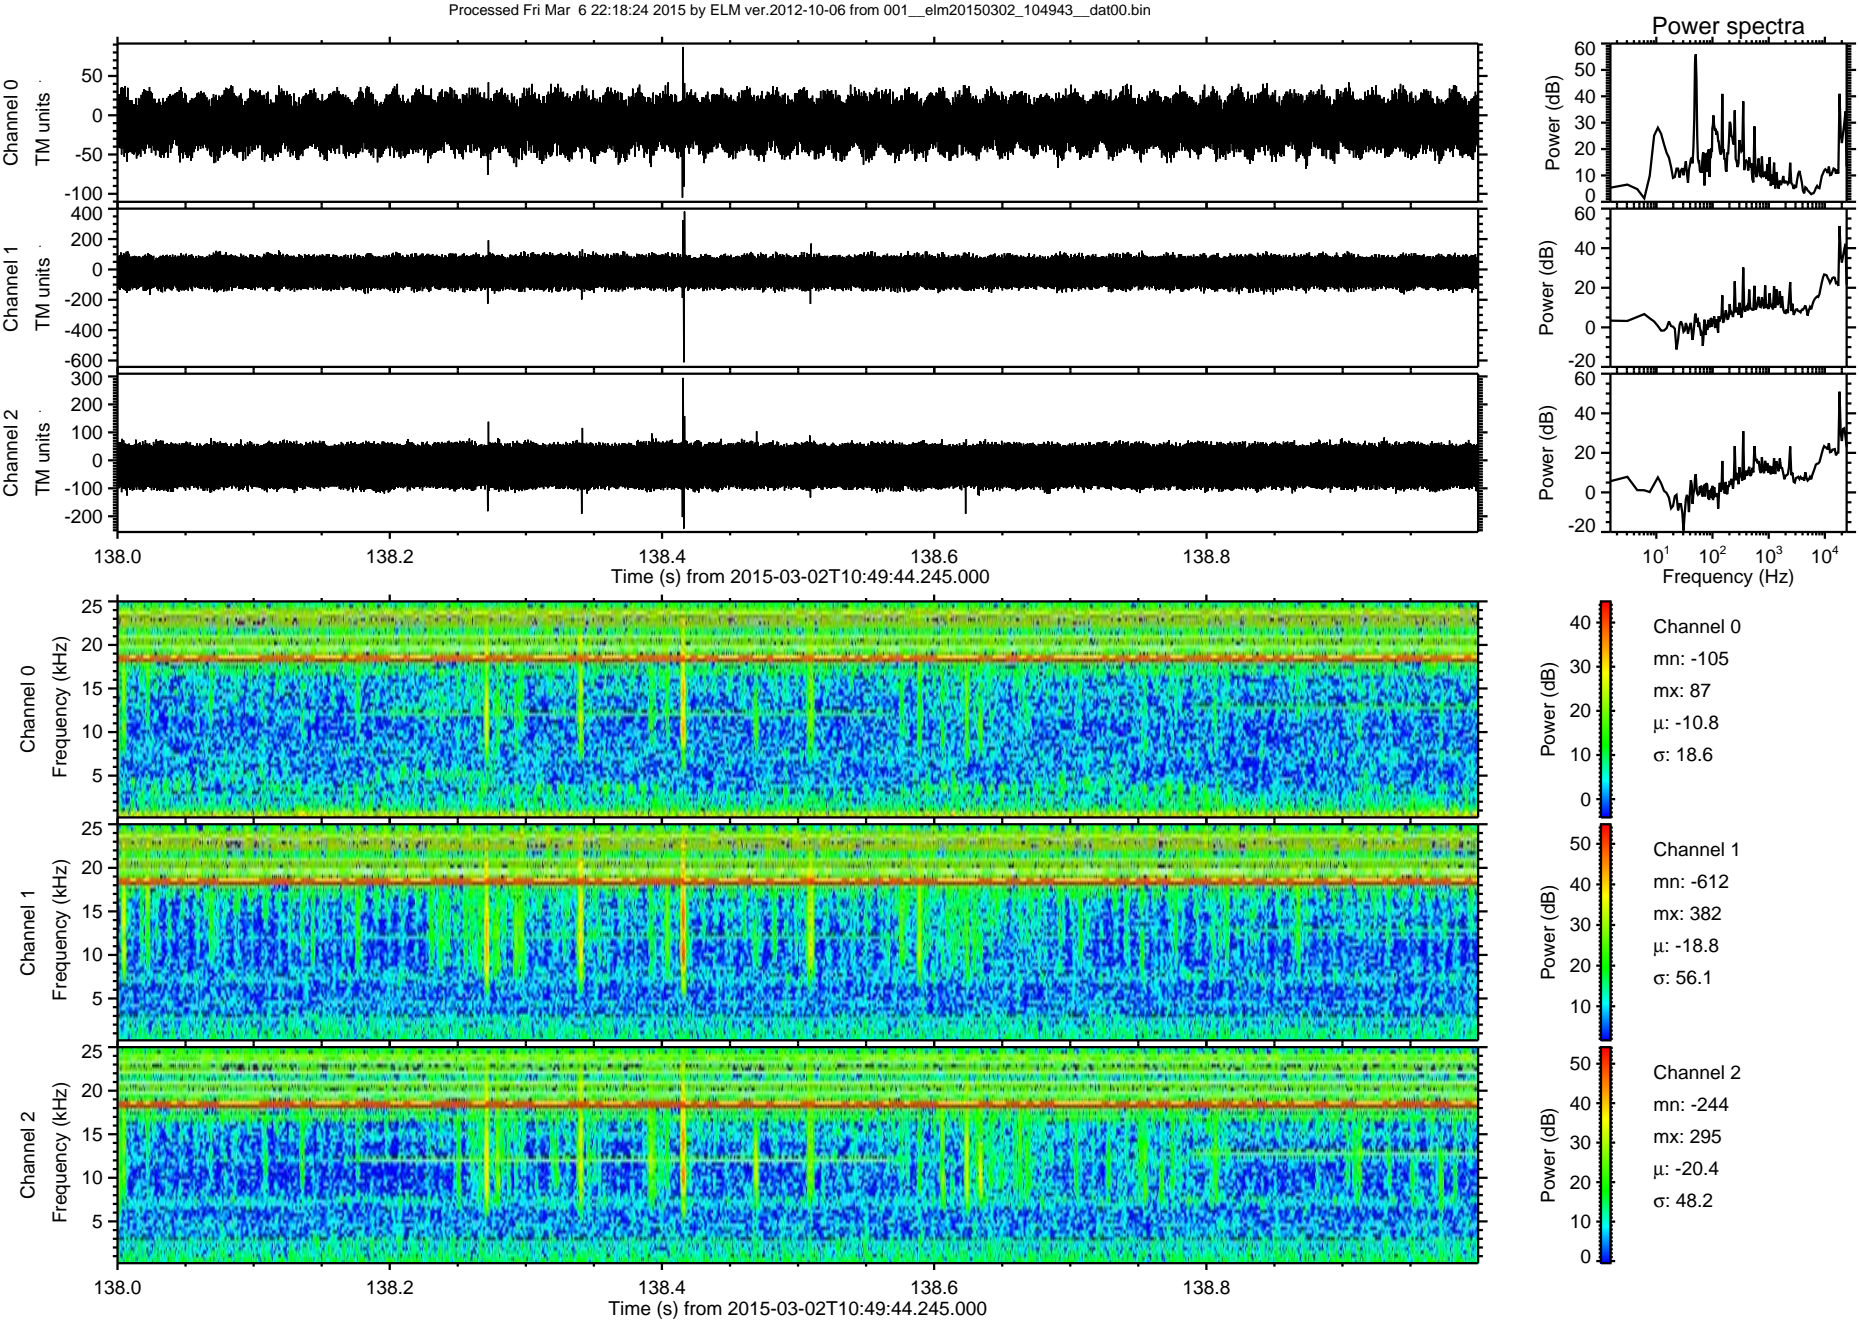 Processed Fri Mar  6 22:18:24 2015 by ELM ver.2012-10-06 from 001__elm20150302_104943__dat00.bin
Power spectra
Channel 0
TM units
50
0
-50
-100
Power (dB)
60
50
40
30
20
10
0
Channel 1
TM units
400
200
0
-200
-400
-600
Power (dB)
60
40
20
0
-20
Channel 2
TM units
300
200
100
0
-100
-200
Power (dB)
60
40
20
0
-20
138.0 138.2 138.4 138.6 138.8
Time (s) from 2015-03-02T10:49:44.245.000
10¹ 10² 10³ 10⁴
Frequency (Hz)
Channel 0
Frequency (kHz)
25
20
15
10
5
Power (dB)
40
30
20
10
0
Channel 0
mn: -105
mx: 87
μ: -10.8
σ: 18.6
Channel 1
Frequency (kHz)
25
20
15
10
5
Power (dB)
50
40
30
20
10
Channel 1
mn: -612
mx: 382
μ: -18.8
σ: 56.1
Channel 2
Frequency (kHz)
25
20
15
10
5
Power (dB)
50
40
30
20
10
0
Channel 2
mn: -244
mx: 295
μ: -20.4
σ: 48.2
138.0 138.2 138.4 138.6 138.8
Time (s) from 2015-03-02T10:49:44.245.000